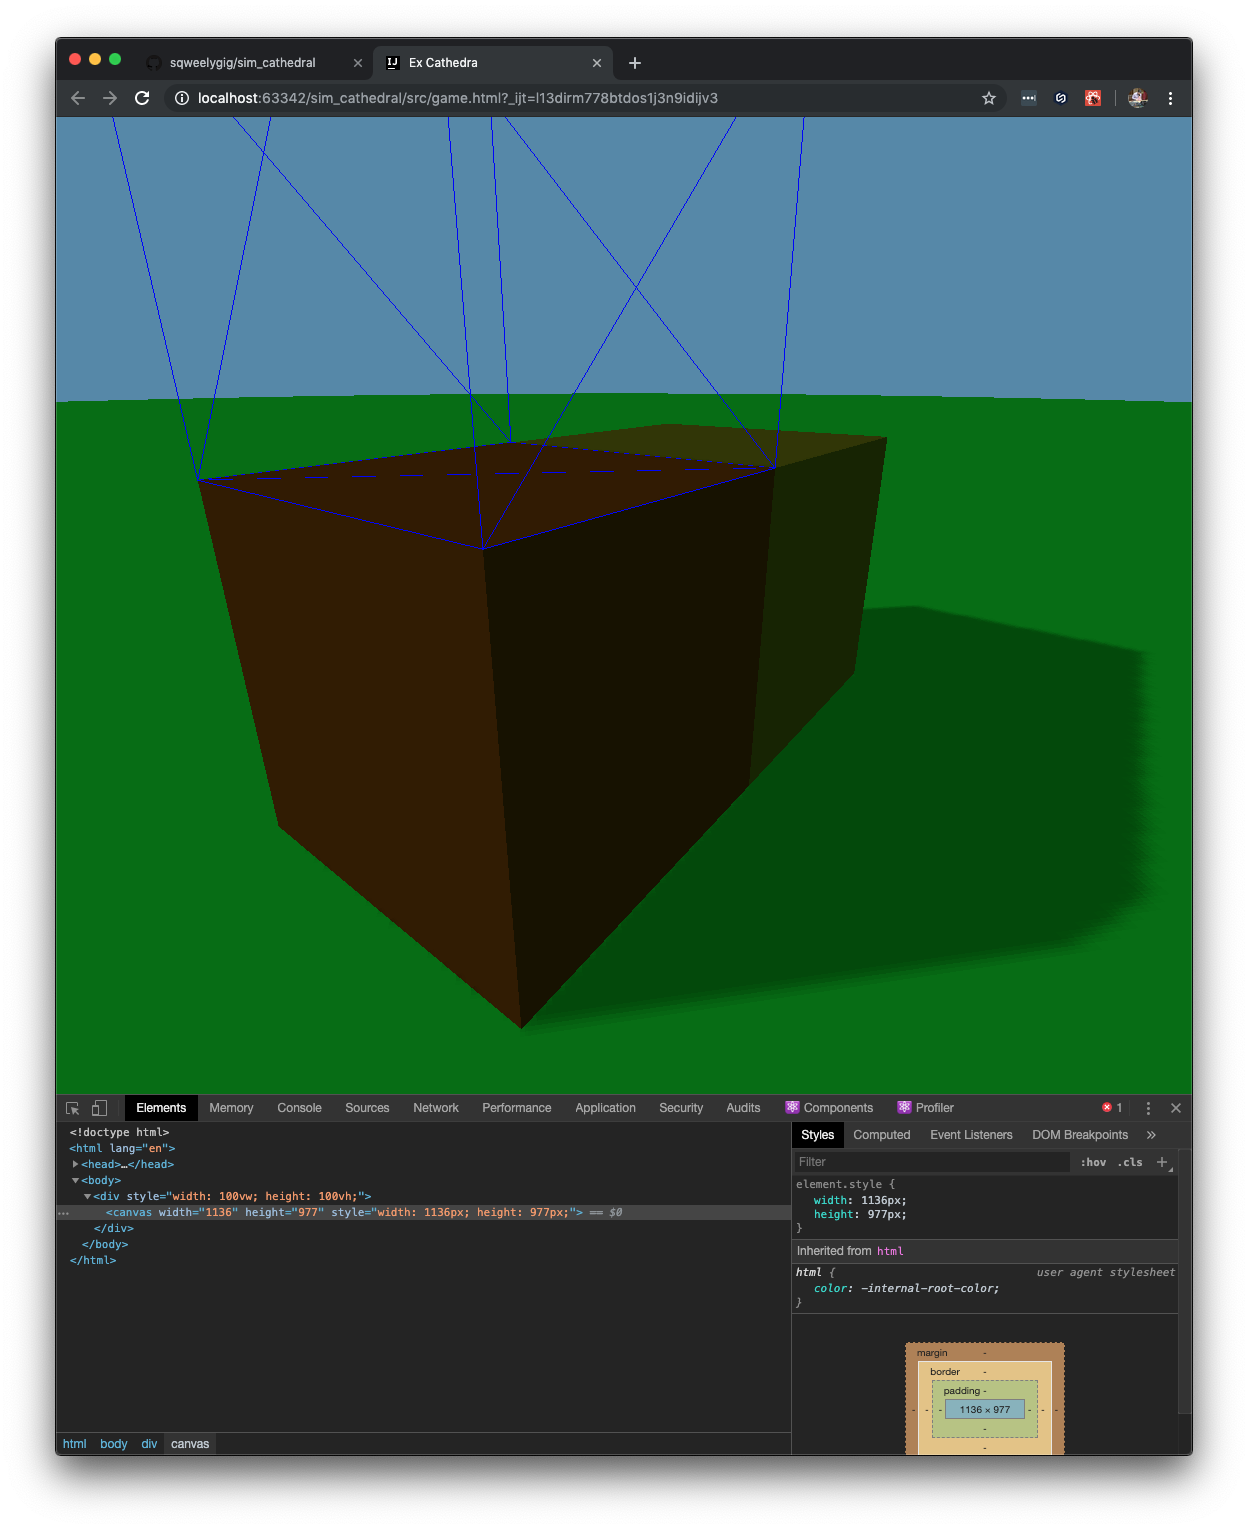 sqweelygig/sim_cathedral
IJ Ex Cathedra
localhost:63342/sim_cathedral/src/game.html?_ijt=l13dirm778btdos1j3n9idijv3
Elements Memory Console Sources Network Performance Application Security Audits Components Profiler 1
<!doctype html>
<html lang="en">
<head>…</head>
<body>
<div style="width: 100vw; height: 100vh;">
<canvas width="1136" height="977" style="width: 1136px; height: 977px;"> == $0
</div>
</body>
</html>
html body div canvas
Styles Computed Event Listeners DOM Breakpoints »
Filter :hov .cls +
element.style {
width: 1136px;
height: 977px;
}
Inherited from html
html { user agent stylesheet
color: -internal-root-color;
}
margin -
border -
padding -
- - - 1136 × 977 - - -
-
-